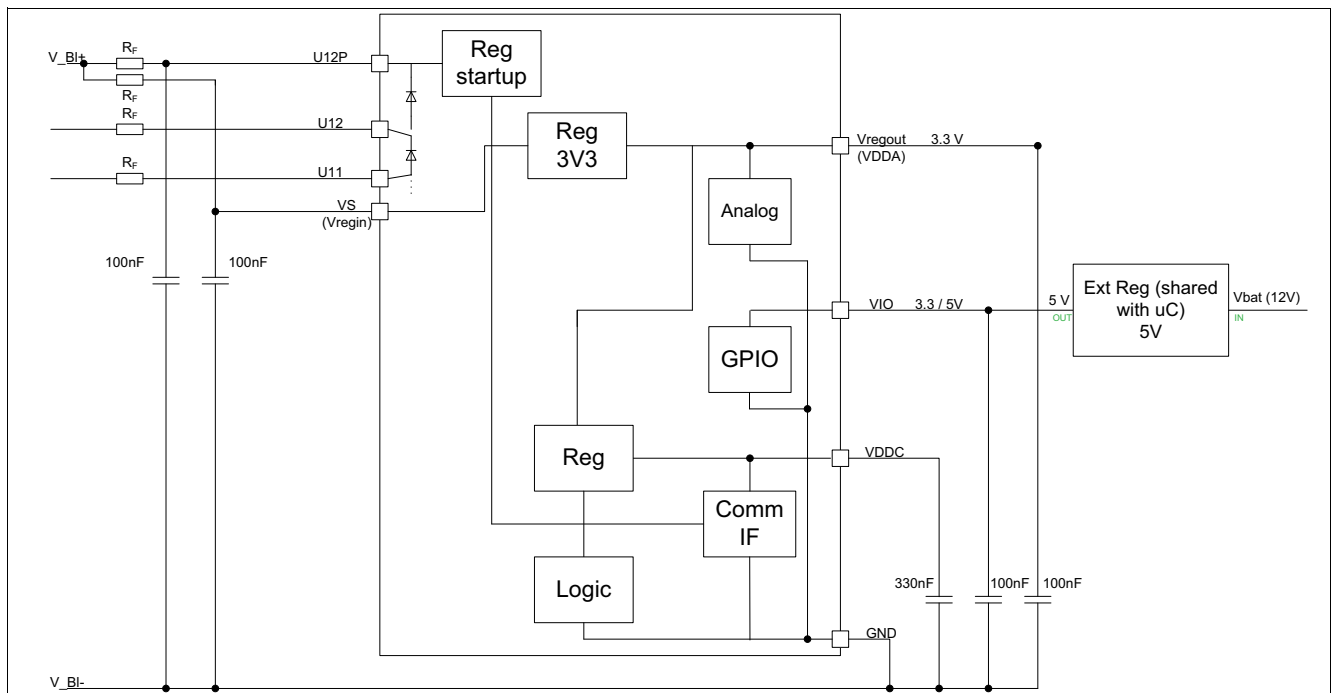 V_BI+
RF
RF
RF
RF
U12P
U12
U11
VS
(Vregin)
100nF
100nF
V_BI-
Reg
startup
Reg
3V3
Analog
GPIO
Reg
Comm
IF
Logic
Vregout
(VDDA)
3.3 V
VIO
3.3 / 5V
VDDC
GND
330nF
100nF
100nF
5 V
OUT
Ext Reg (shared
with uC)
5V
Vbat (12V)
IN